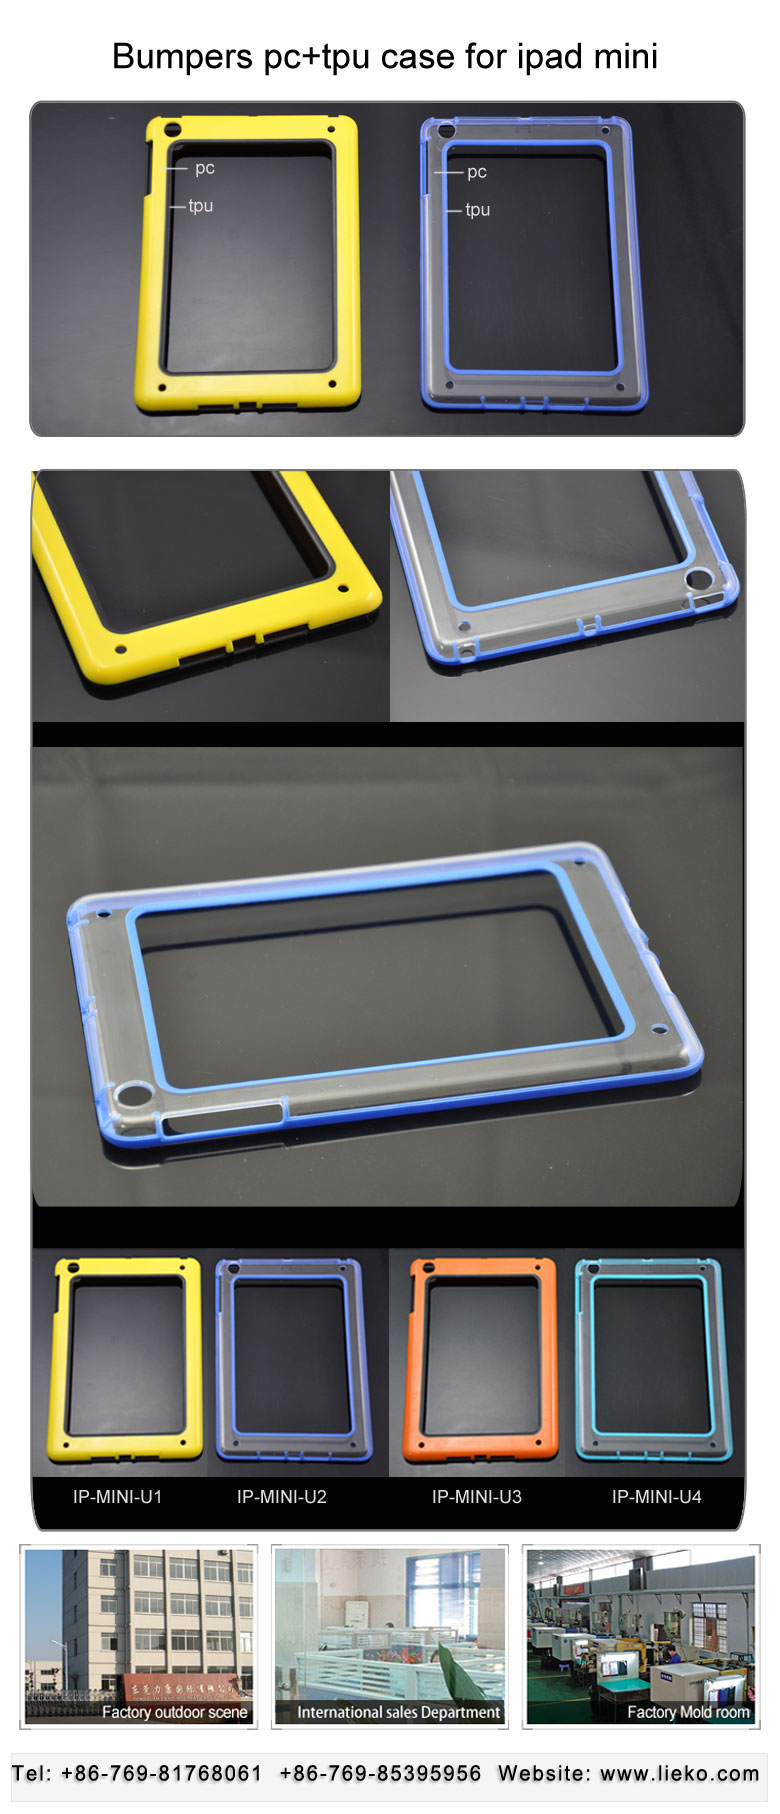 Bumpers pc+tpu case for ipad mini
pc
tpu
pc
tpu
IP-MINI-U1 IP-MINI-U2 IP-MINI-U3 IP-MINI-U4
Factory outdoor scene
International sales Department
Factory Mold room
Tel: +86-769-81768061 +86-769-85395956 Website: www.lieko.com